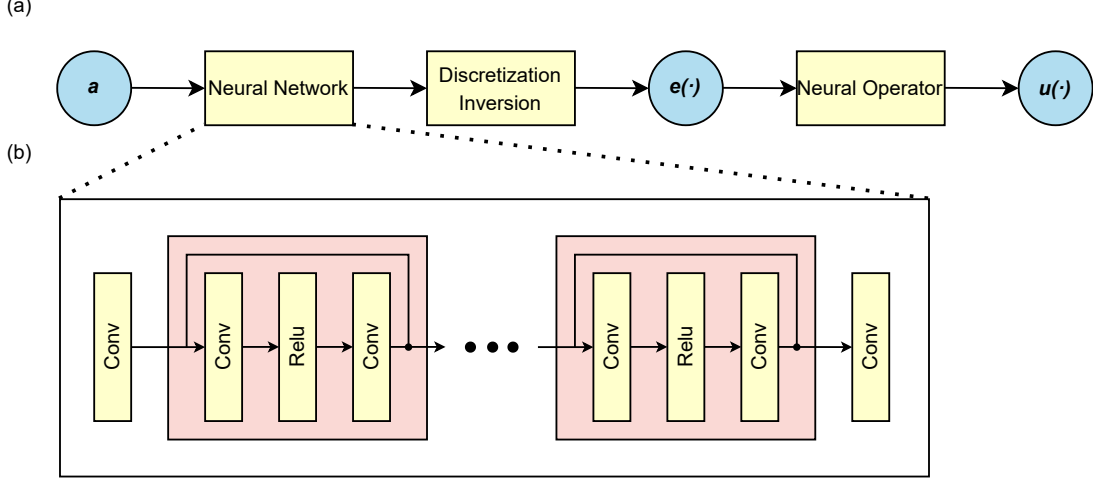 (a)
a
Neural Network
Discretization
Inversion
e(·)
Neural Operator
u(·)
(b)
Conv
Conv
Relu
Conv
Conv
Relu
Conv
Conv